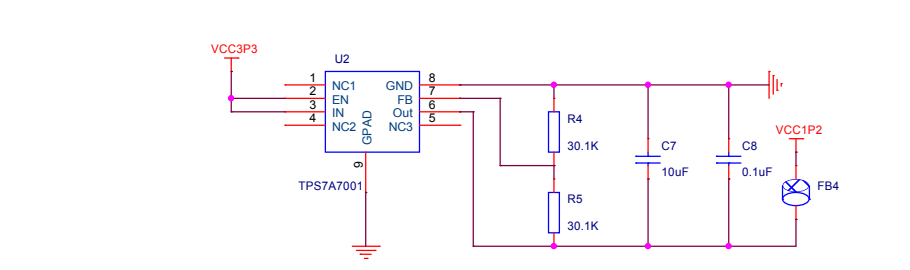 VCC3P3
U2
1 NC1 GND 8
2 EN FB 7
3 IN Out 6
4 NC2 NC3 5
GPAD
9
TPS7A7001
R4
30.1K
R5
30.1K
C7
10uF
C8
0.1uF
VCC1P2
FB4